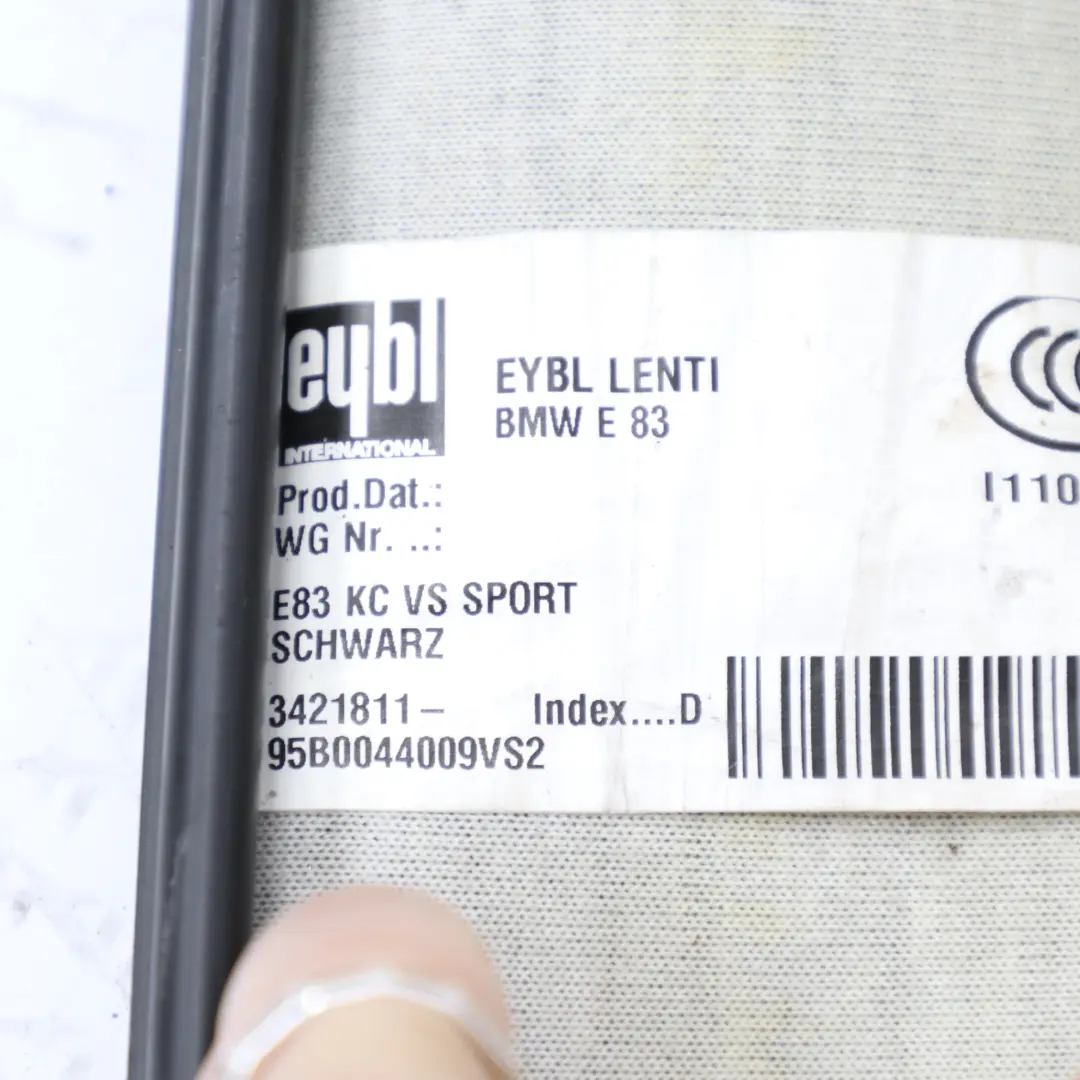 eybl
INTERNATIONAL
EYBL LENTI
BMW E 83
CCC
I110
Prod.Dat.:
WG Nr. ..:
E83 KC VS SPORT
SCHWARZ
3421811– Index....D
95B0044009VS2